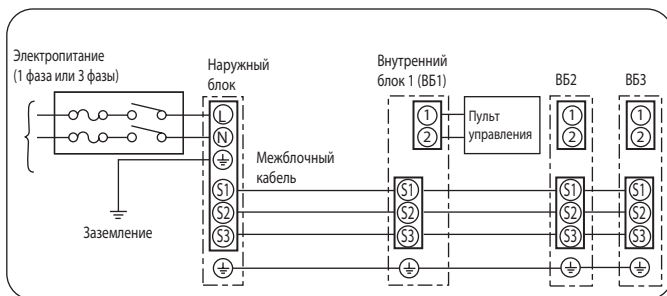 Электропитание
(1 фаза или 3 фазы)
Наружный
блок
Внутренний
блок 1 (ВБ1)
ВБ2
ВБ3
L
N
1
2
Пульт
управления
1
2
1
2
Межблочный
кабель
Заземление
S1
S2
S3
S1
S2
S3
S1
S2
S3
S1
S2
S3